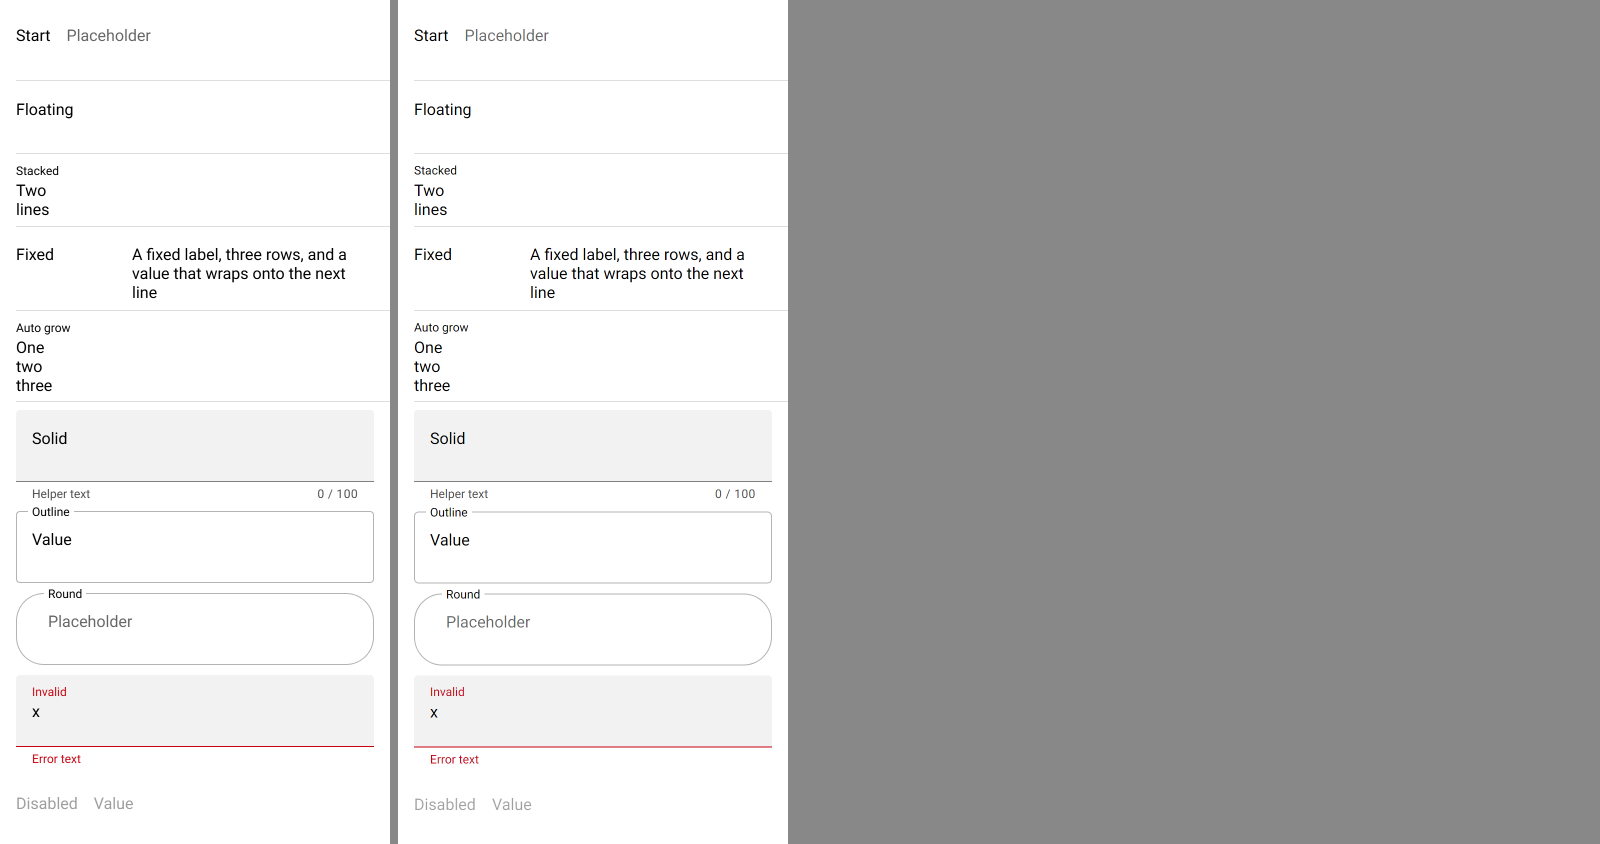 Start Placeholder
Floating
Stacked
Two
lines
Fixed A fixed label, three rows, and a
value that wraps onto the next
line
Auto grow
One
two
three
Solid
Helper text 0 / 100
Outline
Value
Round
Placeholder
Invalid
x
Error text
Disabled Value
Start Placeholder
Floating
Stacked
Two
lines
Fixed A fixed label, three rows, and a
value that wraps onto the next
line
Auto grow
One
two
three
Solid
Helper text 0 / 100
Outline
Value
Round
Placeholder
Invalid
x
Error text
Disabled Value